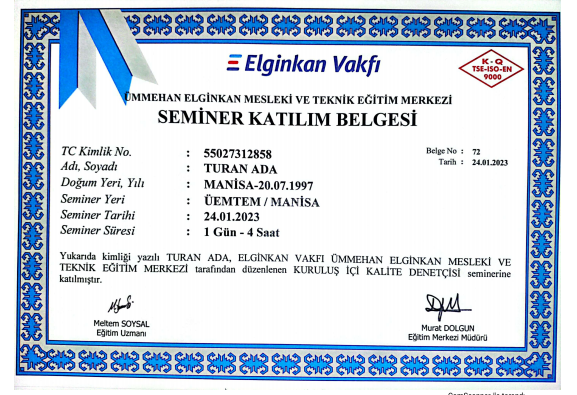 Elginkan Vakfı
K - Q
TSE-ISO-EN
9000
ÜMMEHAN ELGİNKAN MESLEKİ VE TEKNİK EĞİTİM MERKEZİ
SEMİNER KATILIM BELGESİ
Belge No : 72
Tarih : 24.01.2023
TC Kimlik No. : 55027312858
Adı, Soyadı : TURAN ADA
Doğum Yeri, Yılı : MANİSA-20.07.1997
Seminer Yeri : ÜEMTEM / MANİSA
Seminer Tarihi : 24.01.2023
Seminer Süresi : 1 Gün - 4 Saat
Yukarıda kimliği yazılı TURAN ADA, ELGİNKAN VAKFI ÜMMEHAN ELGİNKAN MESLEKİ VE
TEKNİK EĞİTİM MERKEZİ tarafından düzenlenen KURULUŞ İÇİ KALİTE DENETÇİSİ seminerine
katılmıştır.
Meltem SOYSAL
Eğitim Uzmanı
Murat DOLGUN
Eğitim Merkezi Müdürü